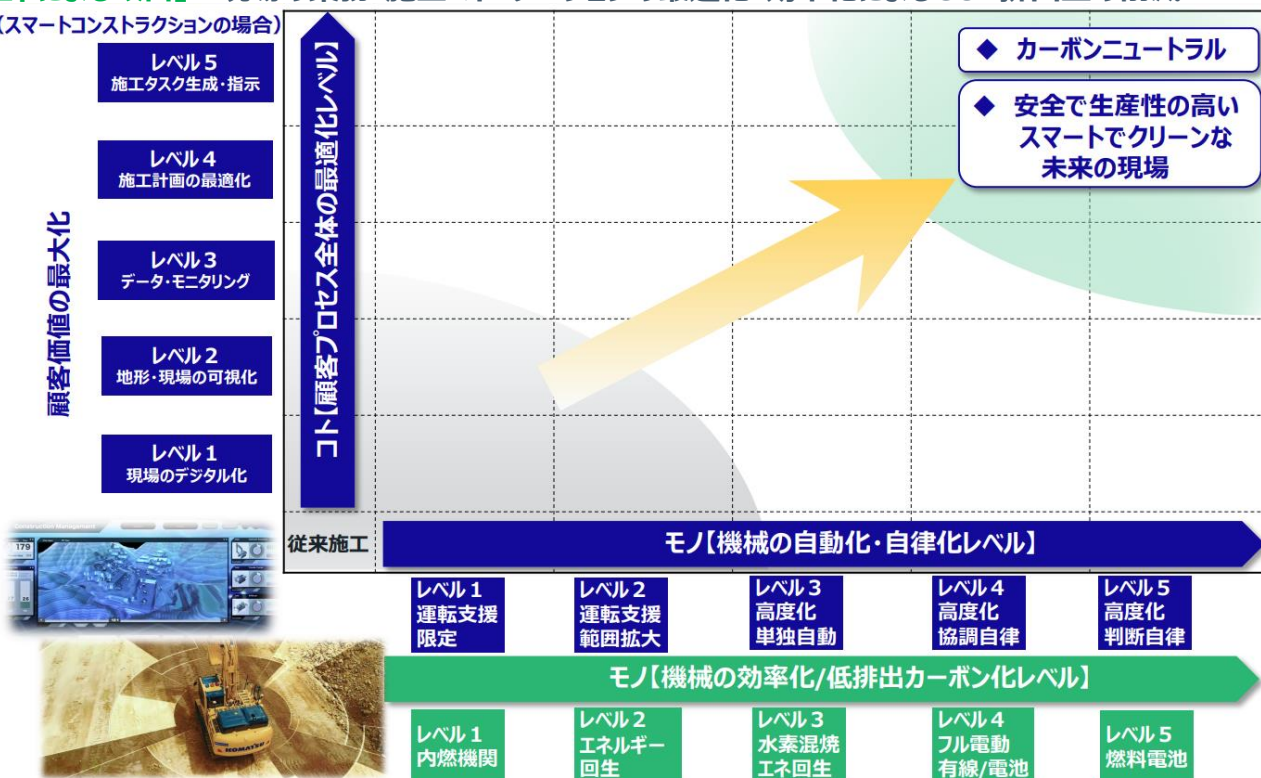 (スマートコンストラクションの場合)
レベル5
施工タスク生成・指示
レベル4
施工計画の最適化
レベル3
データ・モニタリング
レベル2
地形・現場の可視化
レベル1
現場のデジタル化
顧客価値の最大化
コト【顧客プロセス全体の最適化レベル】
◆ カーボンニュートラル
◆ 安全で生産性の高い
スマートでクリーンな
未来の現場
従来施工
モノ【機械の自動化・自律化レベル】
レベル1
運転支援
限定
レベル2
運転支援
範囲拡大
レベル3
高度化
単独自動
レベル4
高度化
協調自律
レベル5
高度化
判断自律
モノ【機械の効率化/低排出カーボン化レベル】
レベル1
内燃機関
レベル2
エネルギー
回生
レベル3
水素混焼
エネ回生
レベル4
フル電動
有線/電池
レベル5
燃料電池
Construction Management
179
KOMATSU